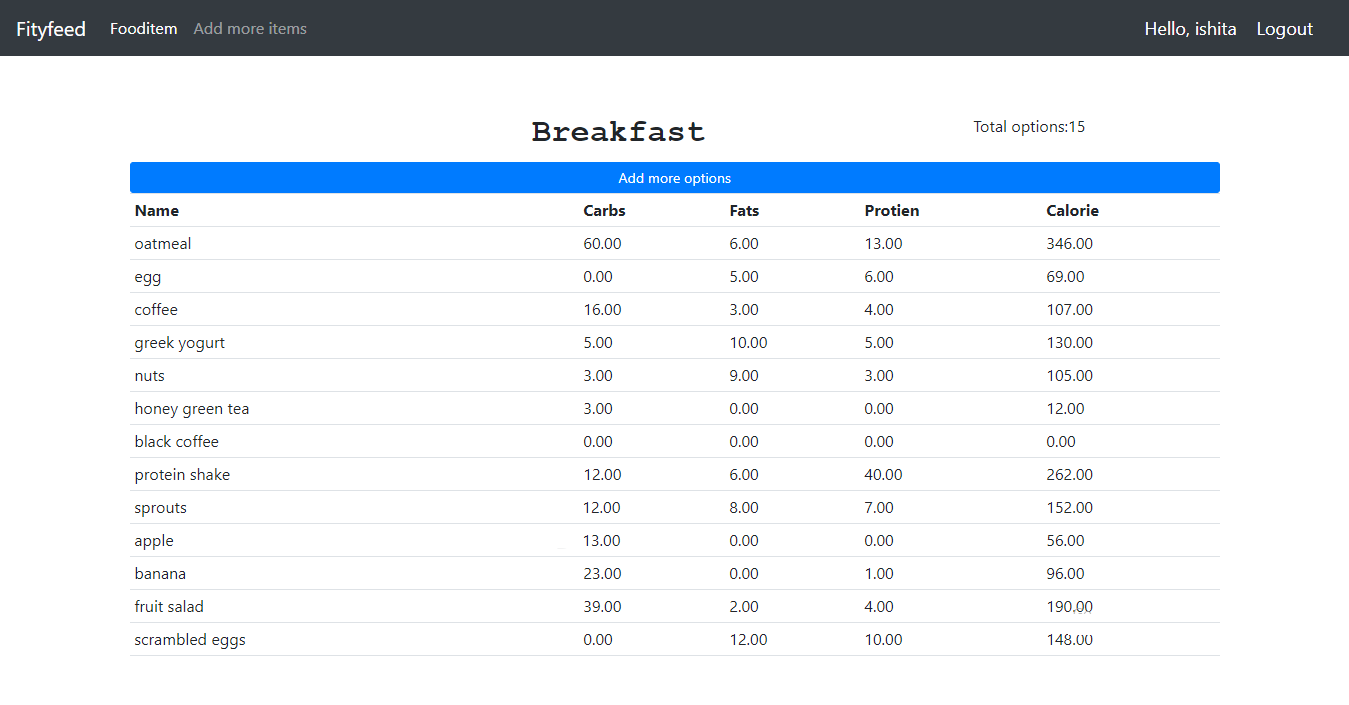 Fityfeed Fooditem Add more items Hello, ishita Logout
Breakfast Total options:15
Add more options
Name Carbs Fats Protien Calorie
oatmeal 60.00 6.00 13.00 346.00
egg 0.00 5.00 6.00 69.00
coffee 16.00 3.00 4.00 107.00
greek yogurt 5.00 10.00 5.00 130.00
nuts 3.00 9.00 3.00 105.00
honey green tea 3.00 0.00 0.00 12.00
black coffee 0.00 0.00 0.00 0.00
protein shake 12.00 6.00 40.00 262.00
sprouts 12.00 8.00 7.00 152.00
apple 13.00 0.00 0.00 56.00
banana 23.00 0.00 1.00 96.00
fruit salad 39.00 2.00 4.00 190.00
scrambled eggs 0.00 12.00 10.00 148.00